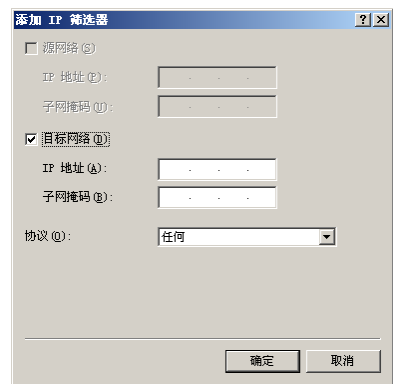 添加 IP 筛选器
源网络(S)
IP 地址(P):
子网掩码(U):
目标网络(D)
IP 地址(A):
子网掩码(B):
协议(O):
任何
确定
取消